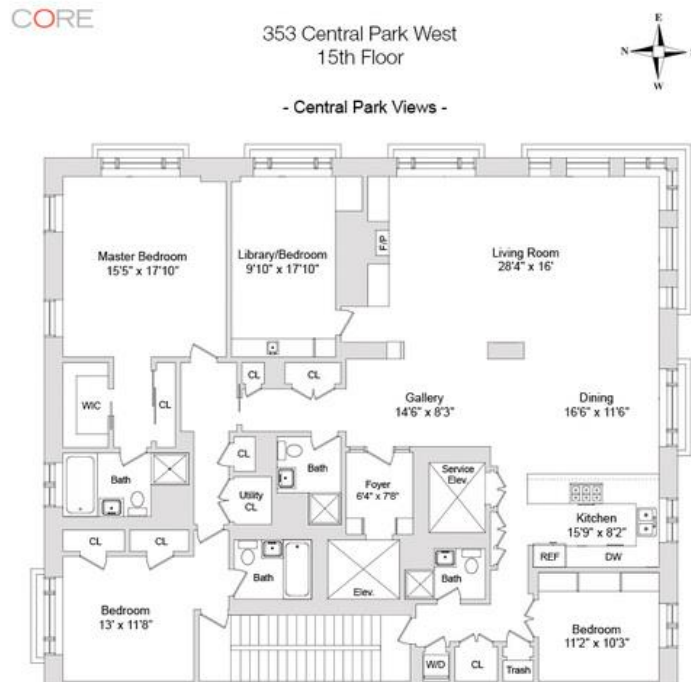 CORE
353 Central Park West
15th Floor
E
N
W
- Central Park Views -
Master Bedroom
15'5" x 17'10"
Library/Bedroom
9'10" x 17'10"
F/P
Living Room
28'4" x 16'
WIC
CL
CL
CL
Gallery
14'6" x 8'3"
Dining
16'6" x 11'6"
Bath
CL
Utility
CL
Bath
Foyer
6'4" x 7'8"
Service
Elev.
Kitchen
15'9" x 8'2"
REF
DW
CL
CL
Bath
Elev.
Bath
Bedroom
13' x 11'8"
Bedroom
11'2" x 10'3"
W/D
CL
Trash